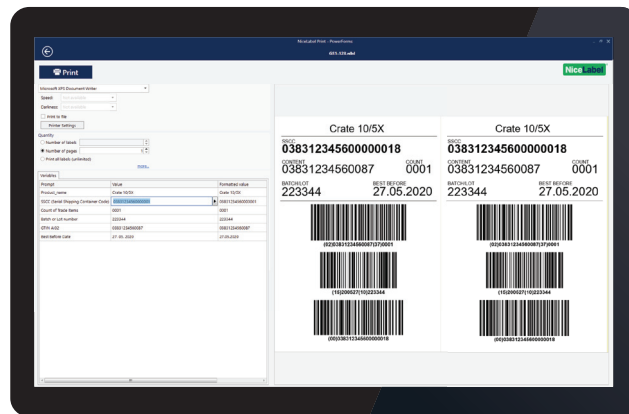 NiceLabel Print - PowerForms
Print
NiceLabel
Microsoft XPS Document Writer
Speed:
Darkness:
Print to file
Printer Settings
Quantity
Number of labels
Number of pages
Print all labels (unlimited)
more...
Variables
Prompt Value Formatted value
Product_name Crate 10/5X Crate 10/5X
SSCC (Serial Shipping Container Code)
Count of Trade Items 0001 0001
Batch or Lot number 223344 223344
GTIN AI02 03831234560087 03831234560087
Best Before Date 27. 05. 2020 27.05.2020
Crate 10/5X
SSCC
038312345600000018
CONTENT COUNT
03831234560087 0001
BATCH/LOT BEST BEFORE
223344 27.05.2020
(02)03831234560087(37)0001
(15)200527(10)223344
(00)038312345600000018
Crate 10/5X
SSCC
038312345600000018
CONTENT COUNT
03831234560087 0001
BATCH/LOT BEST BEFORE
223344 27.05.2020
(02)03831234560087(37)0001
(15)200527(10)223344
(00)038312345600000018